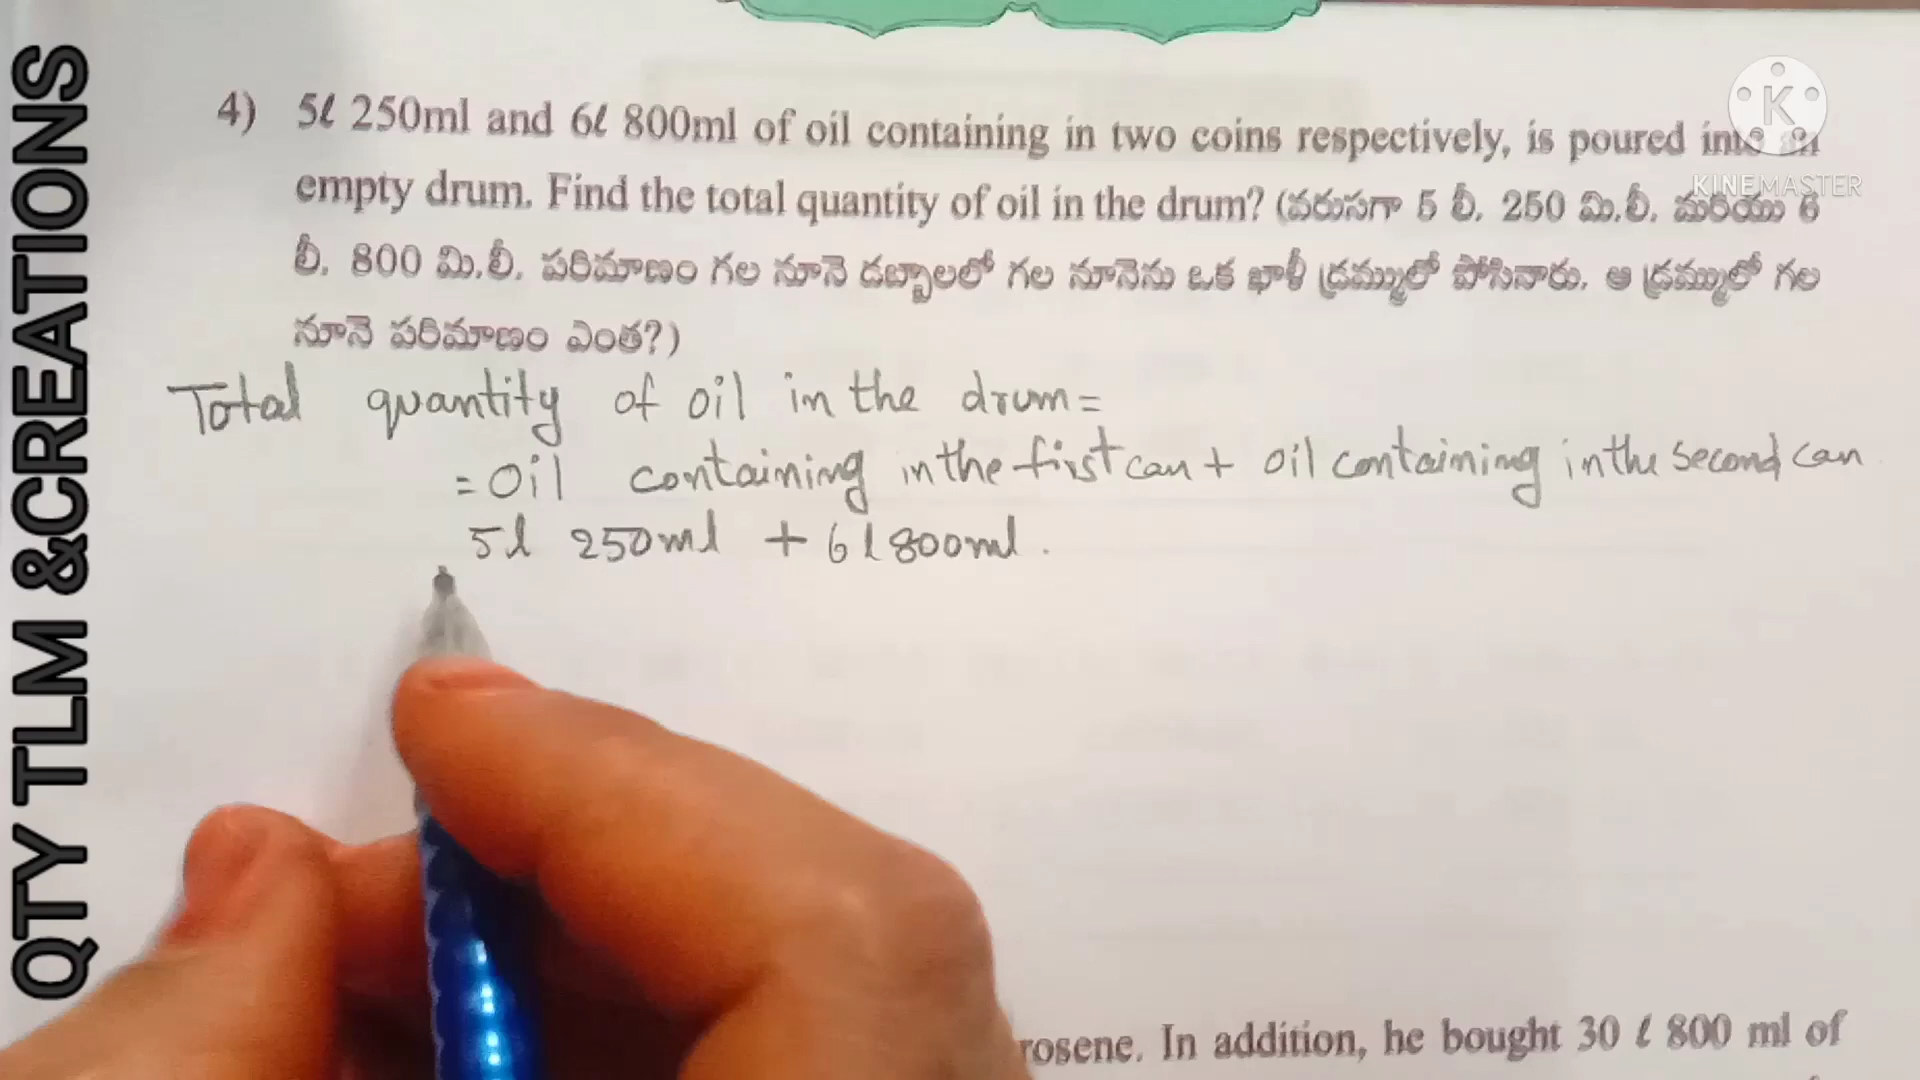 QTY TLM &CREATIONS
4) 5ℓ 250ml and 6ℓ 800ml of oil containing in two coins respectively, is poured into an
empty drum. Find the total quantity of oil in the drum? (వరుసగా 5 లీ. 250 మి.లీ. మరియు 6
లీ. 800 మి.లీ. పరిమాణం గల నూనె డబ్బాలలో గల నూనెను ఒక ఖాళీ డ్రమ్ములో పోసినారు. ఆ డ్రమ్ములో గల
నూనె పరిమాణం ఎంత?)
KINEMASTER
Total quantity of oil in the drum=
= Oil containing in the first can + oil containing in the second can
5l 250ml + 6l 800ml.
rosene. In addition, he bought 30 ℓ 800 ml of